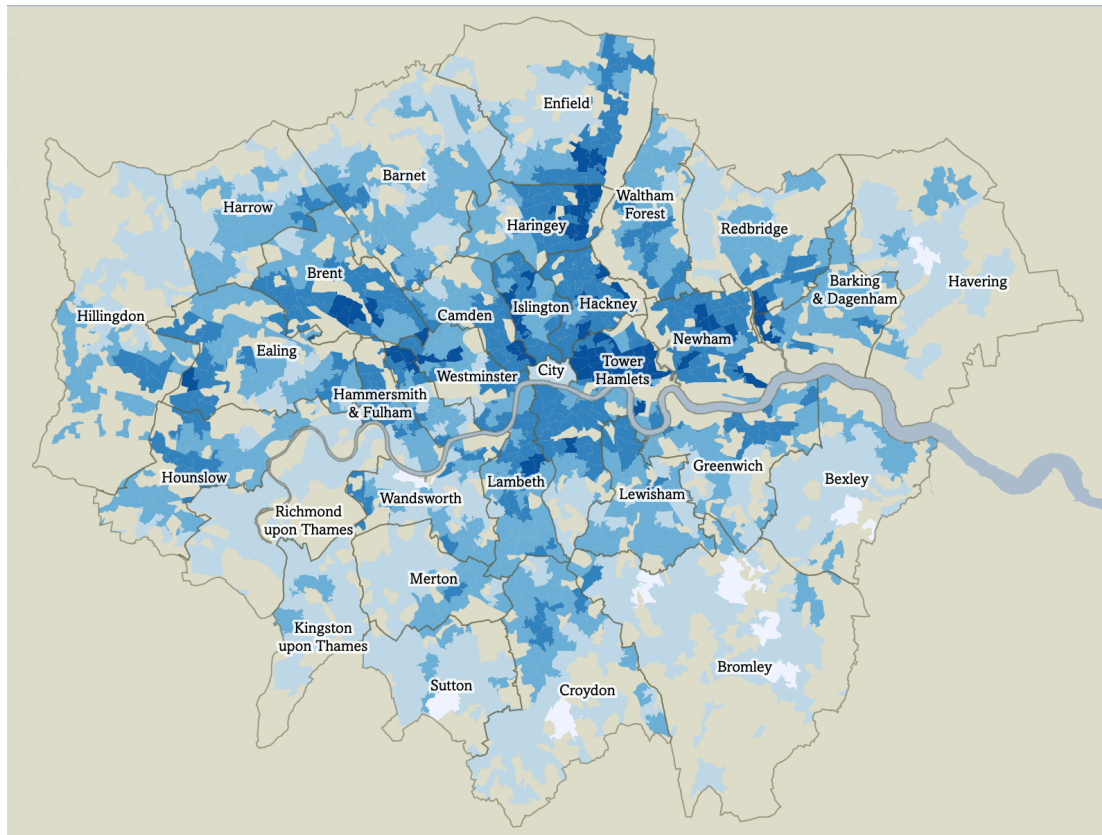 Enfield
Barnet
Harrow
Haringey
Waltham
Forest
Redbridge
Brent
Hillingdon
Camden
Islington
Hackney
Barking
& Dagenham
Havering
Ealing
Newham
Westminster
City
Tower
Hamlets
Hammersmith
& Fulham
Hounslow
Wandsworth
Lambeth
Lewisham
Greenwich
Bexley
Richmond
upon Thames
Merton
Kingston
upon Thames
Sutton
Croydon
Bromley